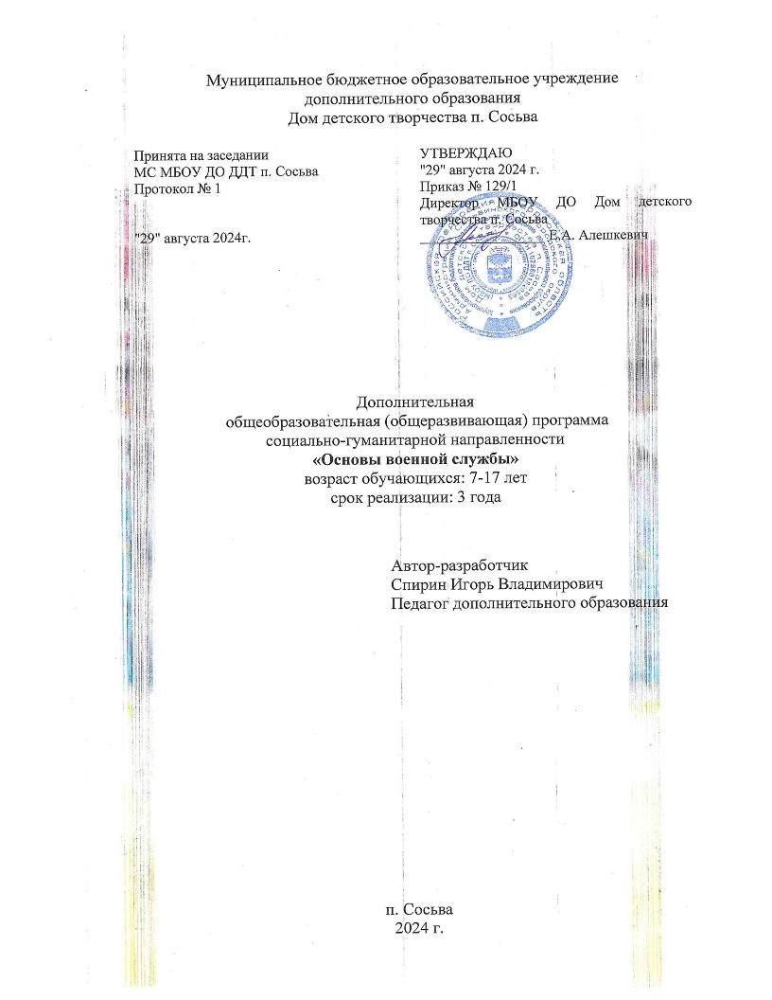 Муниципальное бюджетное образовательное учреждение
дополнительного образования
Дом детского творчества п. Сосьва
Принята на заседании
МС МБОУ ДО ДДТ п. Сосьва
Протокол № 1
"29" августа 2024г.
УТВЕРЖДАЮ
"29" августа 2024 г.
Приказ № 129/1
Директор МБОУ ДО Дом детского
творчества п. Сосьва
Е.А. Алешкевич
Дополнительная
общеобразовательная (общеразвивающая) программа
социально-гуманитарной направленности
«Основы военной службы»
возраст обучающихся: 7-17 лет
срок реализации: 3 года
Автор-разработчик
Спирин Игорь Владимирович
Педагог дополнительного образования
п. Сосьва
2024 г.